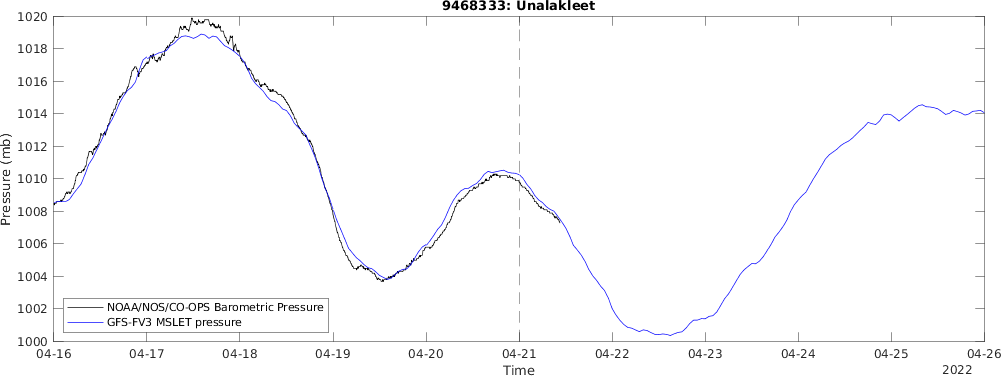 9468333: Unalakleet
1020
1018
1016
1014
1012
1010
1008
1006
1004
1002
1000
Pressure (mb)
NOAA/NOS/CO-OPS Barometric Pressure
GFS-FV3 MSLET pressure
04-16 04-17 04-18 04-19 04-20 04-21 04-22 04-23 04-24 04-25 04-26
Time
2022